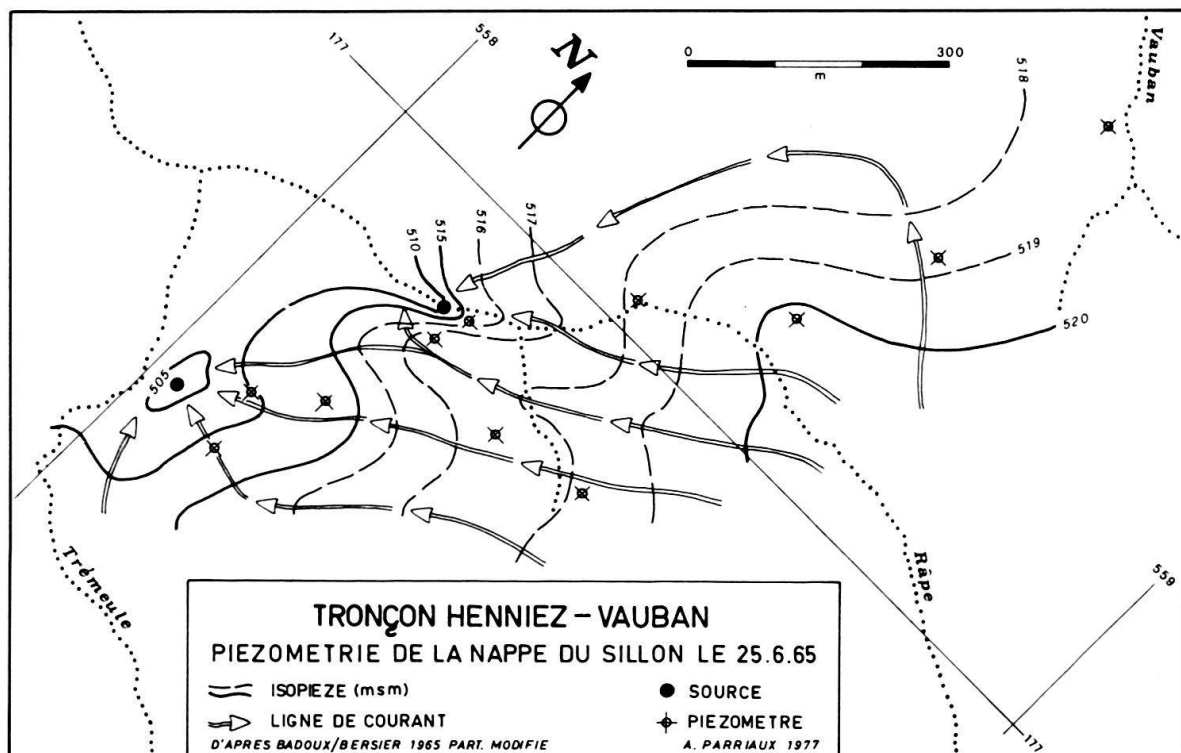 558
177
N
0
300
m
518
Vauban
510
515
516
517
519
520
505
Trémeule
Râpe
559
177
TRONÇON HENNIEZ – VAUBAN
PIEZOMETRIE DE LA NAPPE DU SILLON LE 25.6.65
ISOPIEZE (msm)
SOURCE
LIGNE DE COURANT
PIEZOMETRE
D'APRES BADOUX/BERSIER 1965 PART. MODIFIE
A. PARRIAUX 1977
558